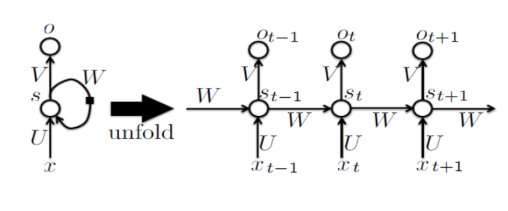 o o_{t-1} o_t o_{t+1}
V W V V V
s W s_{t-1} s_t s_{t+1}
unfold W W W
U U U U
x x_{t-1} x_t x_{t+1}